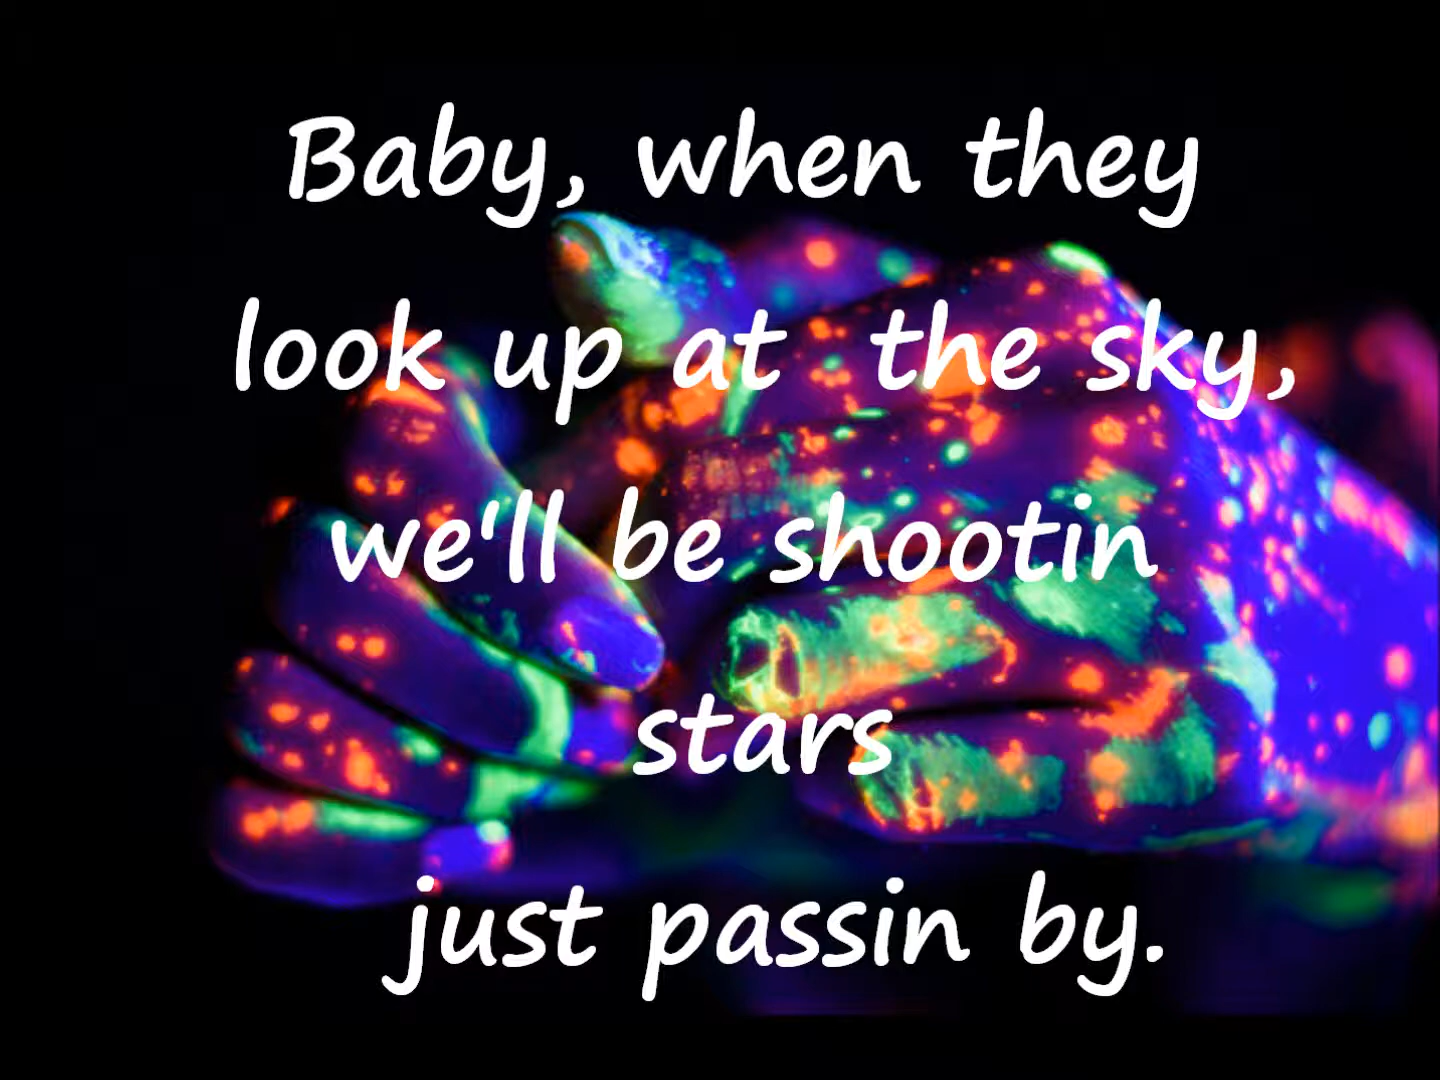 Baby, when they
look up at the sky,
we'll be shootin
stars
just passin by.